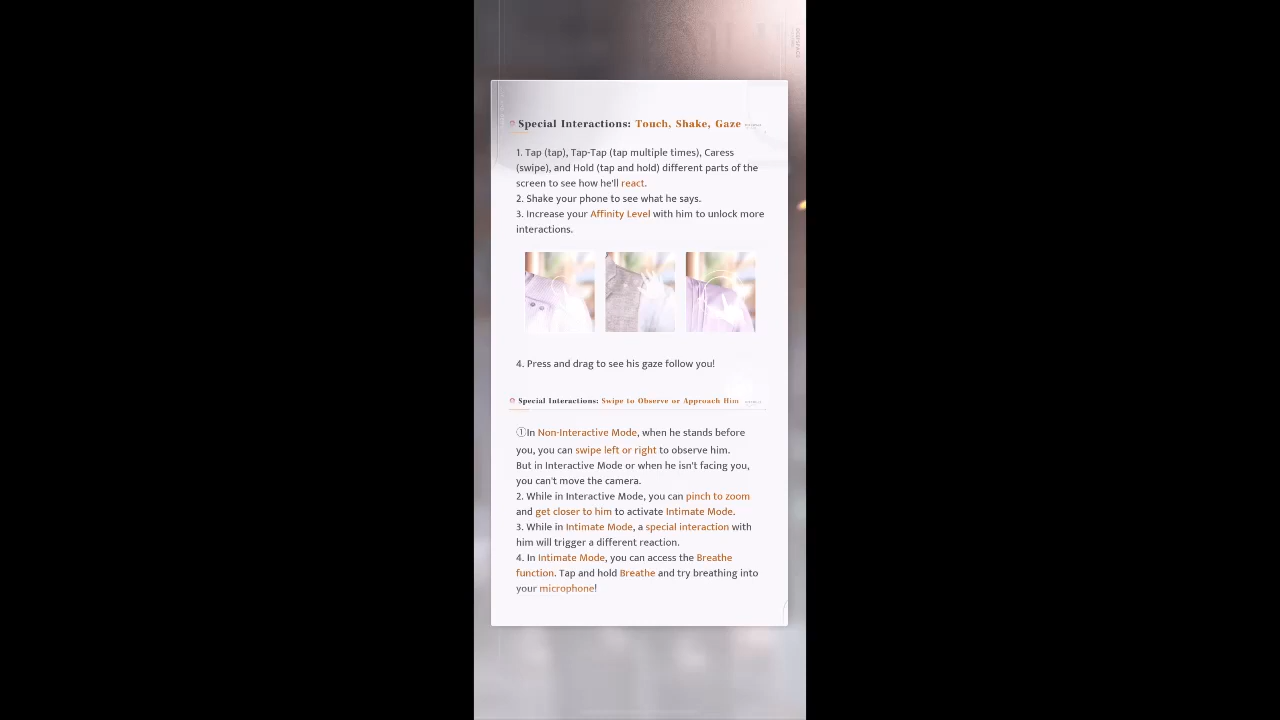 Special Interactions: Touch, Shake, Gaze
1. Tap (tap), Tap-Tap (tap multiple times), Caress
(swipe), and Hold (tap and hold) different parts of the
screen to see how he'll react.
2. Shake your phone to see what he says.
3. Increase your Affinity Level with him to unlock more
interactions.
4. Press and drag to see his gaze follow you!
Special Interactions: Swipe to Observe or Approach Him
①In Non-Interactive Mode, when he stands before
you, you can swipe left or right to observe him.
But in Interactive Mode or when he isn't facing you,
you can't move the camera.
2. While in Interactive Mode, you can pinch to zoom
and get closer to him to activate Intimate Mode.
3. While in Intimate Mode, a special interaction with
him will trigger a different reaction.
4. In Intimate Mode, you can access the Breathe
function. Tap and hold Breathe and try breathing into
your microphone!